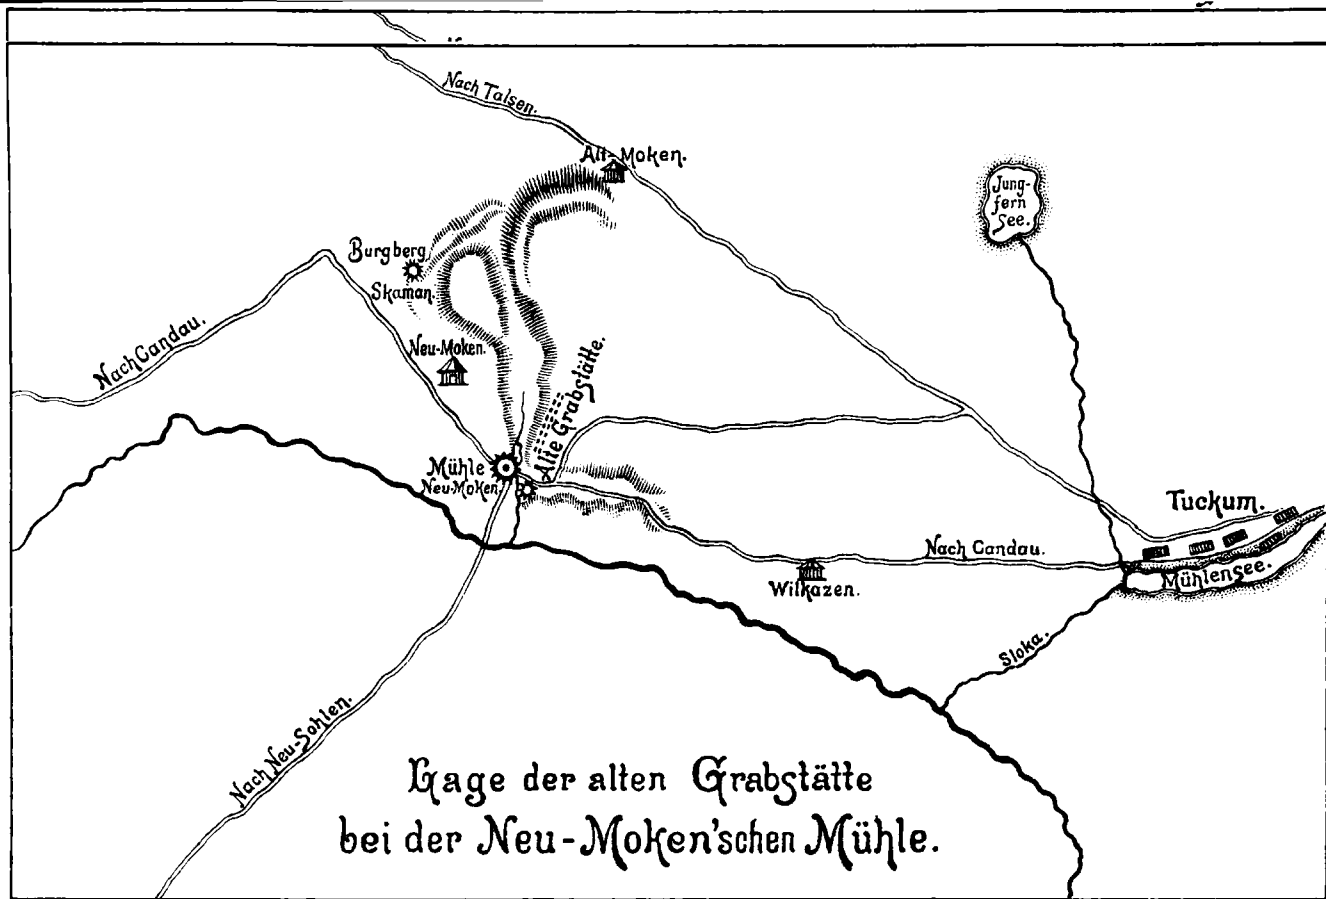 Nach Talsen.
Alt-Moken.
Jung-
fern
See.
Burgberg
Skaman.
Nach Candau.
Neu-Moken.
Alte Grabstätte.
Mühle
Neu-Moken
Tuckum.
Nach Candau.
Mühlensee.
Wilkazen.
Sloka.
Nach Neu-Sohlen.
Lage der alten Grabstätte
bei der Neu-Moken'schen Mühle.